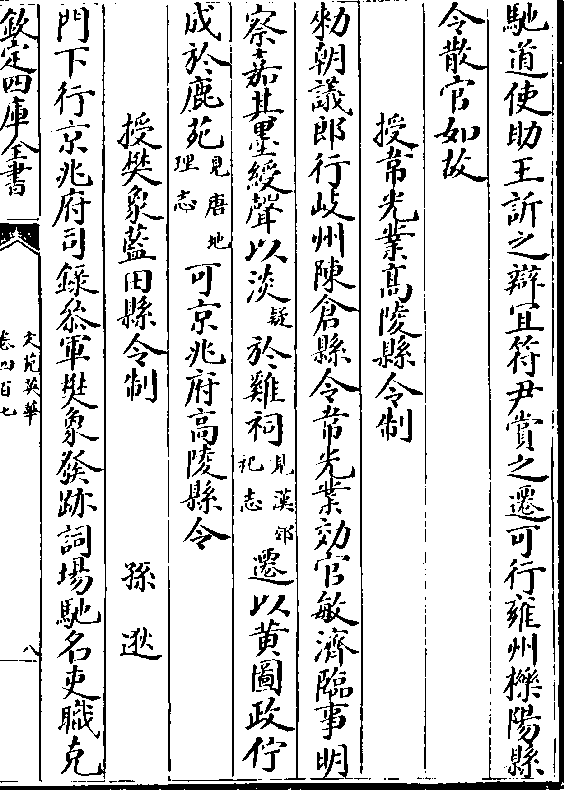 馳道使助王訢之辯宜符尹賞之遷可行雍州櫟陽縣
令散官如故
授常光業髙陵縣令制
勑朝議郎行岐州陳倉縣令常光業効官敏濟臨事明
察嘉其墨綬聲以淡疑於雞祠見漢郊祀志遷以黄圖政佇
成於鹿苑見唐地理志可京兆府高陵縣令
授樊象藍田縣令制 孫逖
門下行京兆府司錄叅軍樊象發跡詞場馳名吏職克
欽定四庫全書
文苑英華
卷四百七
八